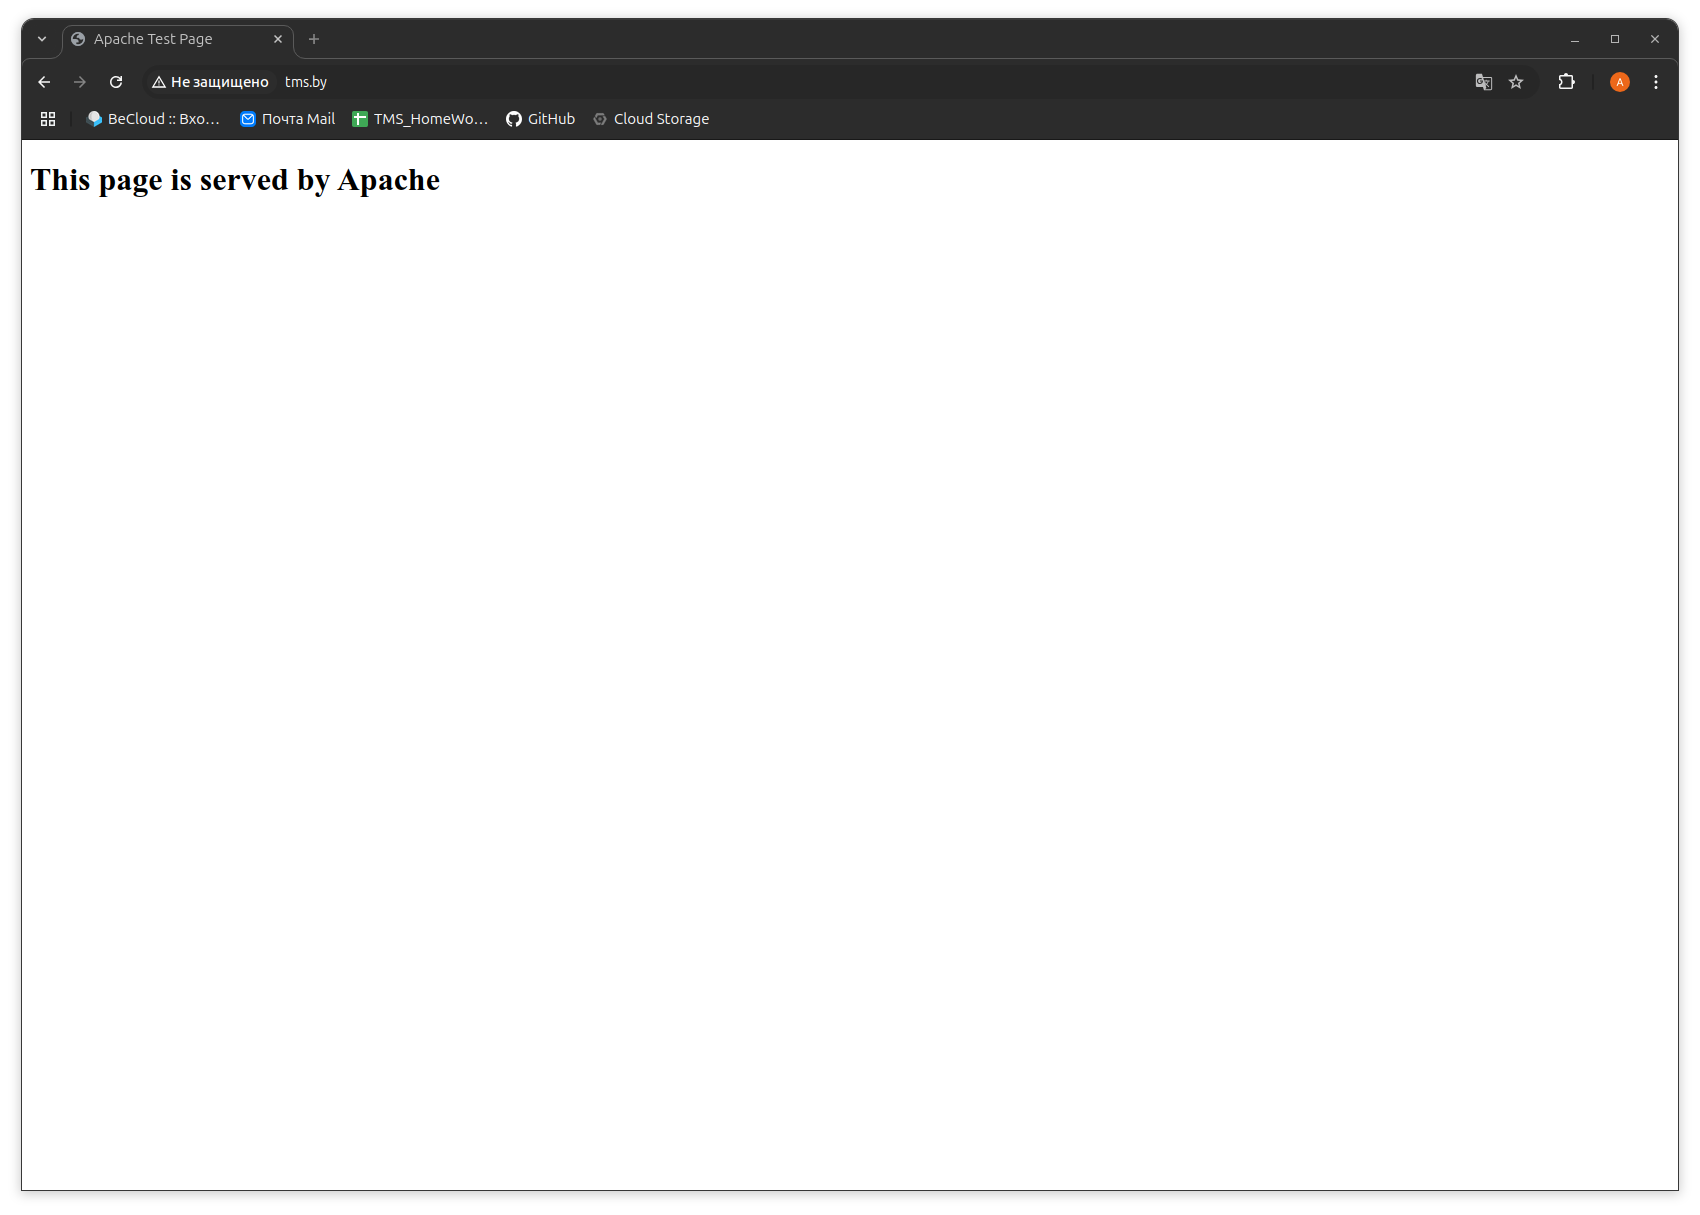 Apache Test Page
Не защищено tms.by
A
BeCloud :: Вхо... Почта Mail TMS_HomeWo... GitHub Cloud Storage
This page is served by Apache